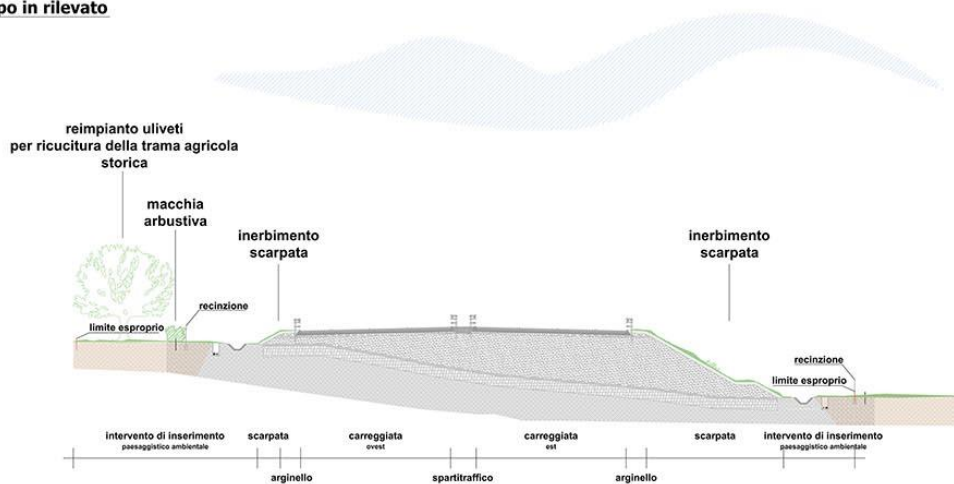 po in rilevato
reimpianto uliveti
per ricucitura della trama agricola
storica
macchia
arbustiva
inerbimento
scarpata
inerbimento
scarpata
recinzione
limite esproprio
recinzione
limite esproprio
intervento di inserimento
paesaggistico ambientale
scarpata
carreggiata
ovest
carreggiata
est
scarpata
intervento di inserimento
paesaggistico ambientale
arginello
spartitraffico
arginello